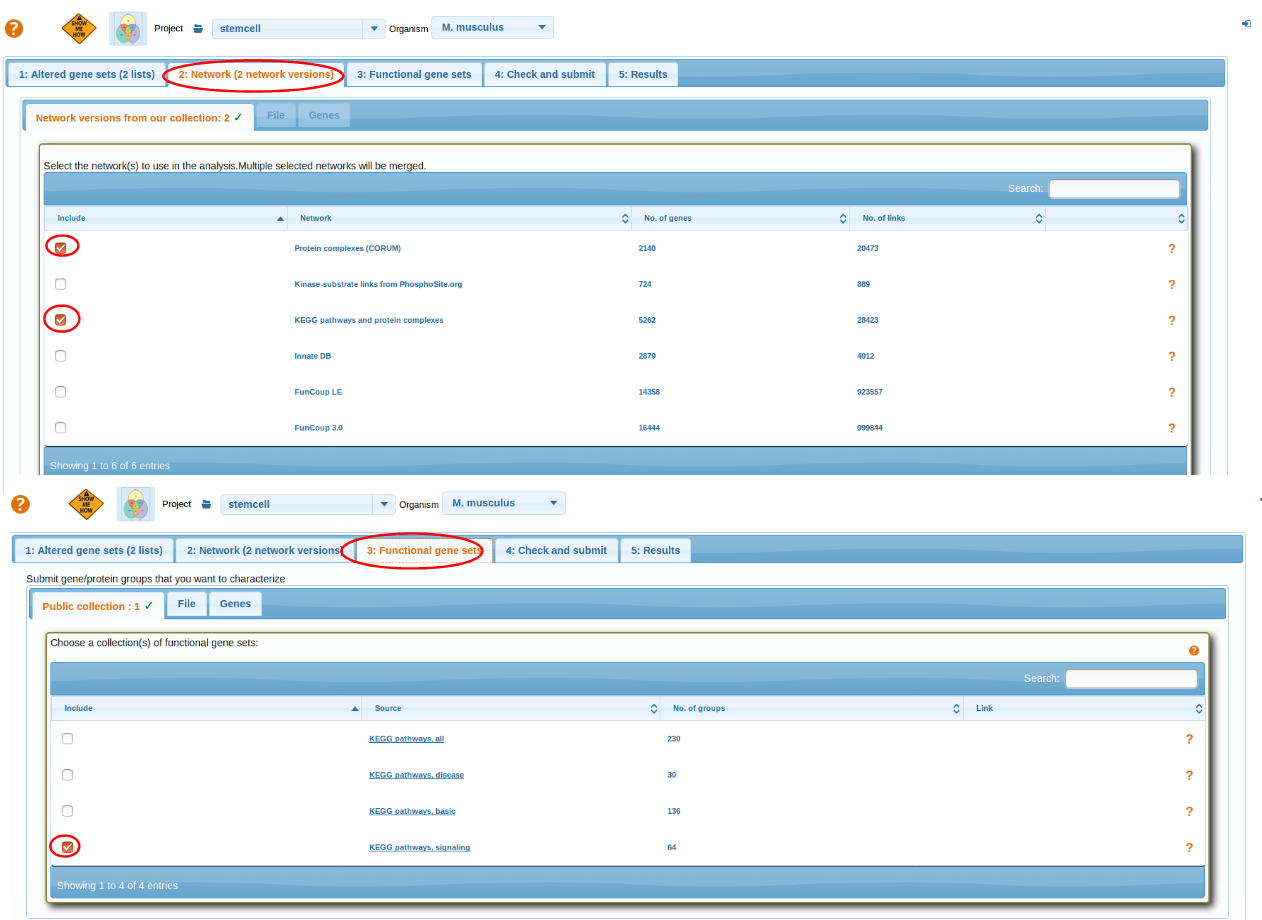 ? SHOW ME HOW Project stemcell Organism M. musculus
1: Altered gene sets (2 lists) 2: Network (2 network versions) 3: Functional gene sets 4: Check and submit 5: Results
Network versions from our collection: 2 ✓ File Genes
Select the network(s) to use in the analysis.Multiple selected networks will be merged.
Search:
Include Network No. of genes No. of links
Protein complexes (CORUM) 2140 20473 ?
Kinase-substrate links from PhosphoSite.org 724 889 ?
KEGG pathways and protein complexes 5262 28423 ?
Innate DB 2879 4012 ?
FunCoup LE 14358 923557 ?
FunCoup 3.0 16444 999844 ?
Showing 1 to 6 of 6 entries
? SHOW ME HOW Project stemcell Organism M. musculus
1: Altered gene sets (2 lists) 2: Network (2 network versions) 3: Functional gene sets 4: Check and submit 5: Results
Submit gene/protein groups that you want to characterize
Public collection : 1 ✓ File Genes
Choose a collection(s) of functional gene sets:
?
Search:
Include Source No. of groups Link
KEGG pathways, all 230 ?
KEGG pathways, disease 30 ?
KEGG pathways, basic 136 ?
KEGG pathways, signaling 64 ?
Showing 1 to 4 of 4 entries